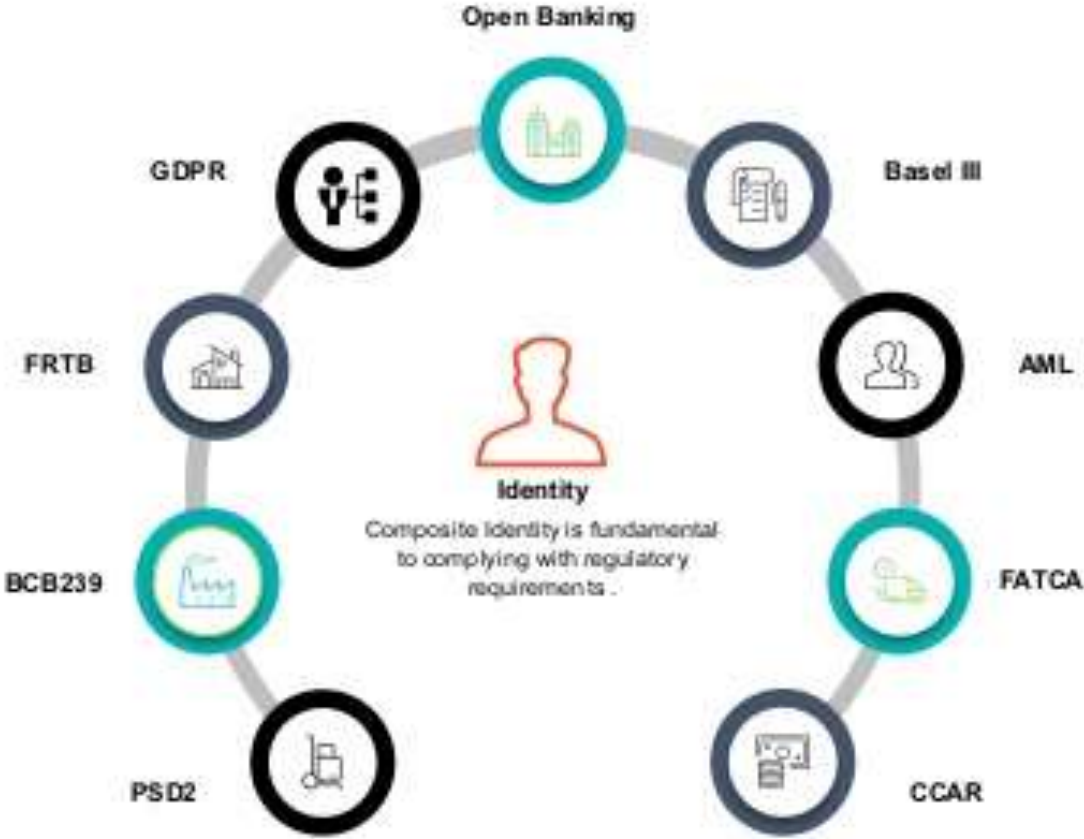 Open Banking
GDPR
Basel III
FRTB
AML
Identity
Composite Identity is fundamental
to complying with regulatory
requirements .
BCB239
FATCA
PSD2
CCAR